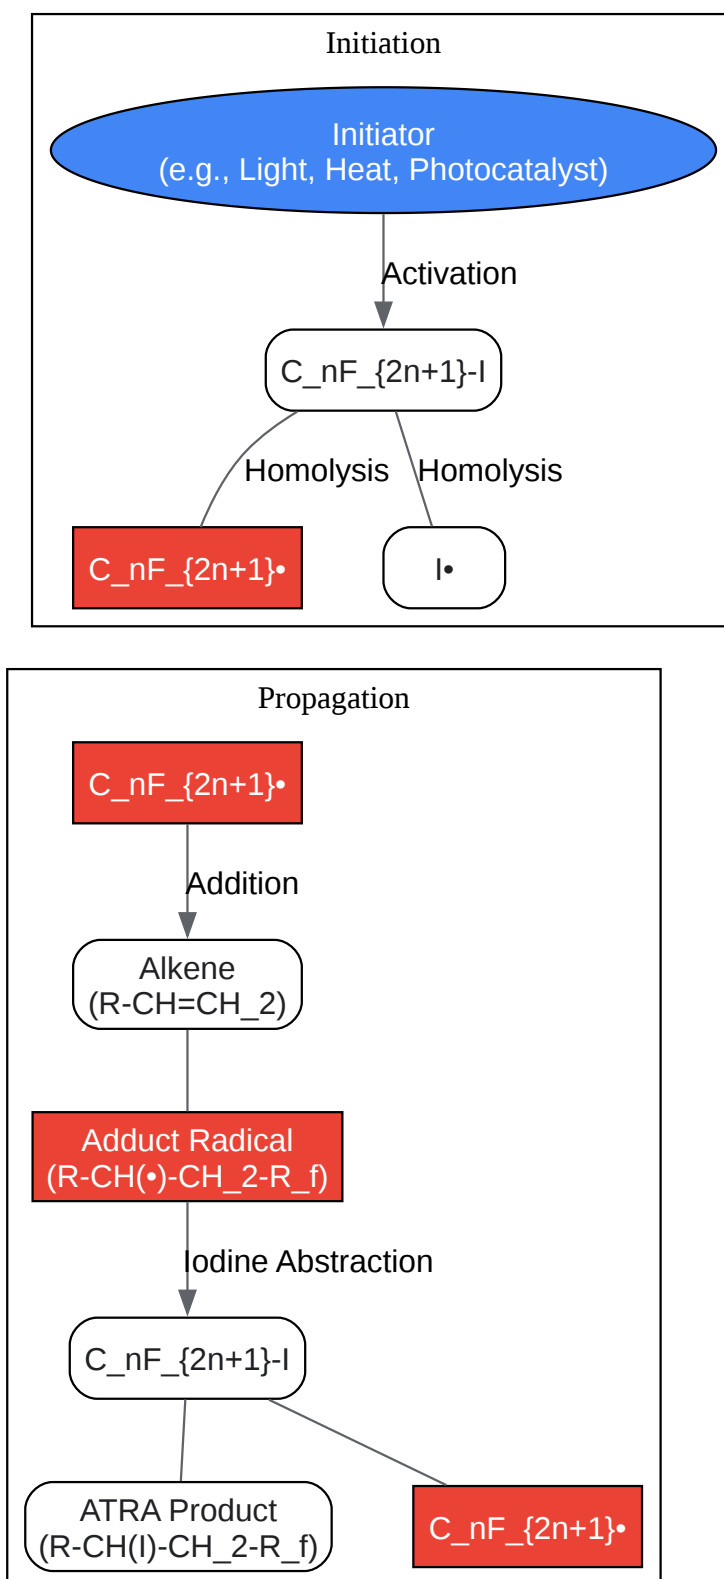 Initiation
Initiator
(e.g., Light, Heat, Photocatalyst)
Activation
C_nF_{2n+1}-I
Homolysis
Homolysis
C_nF_{2n+1}•
I•
Propagation
C_nF_{2n+1}•
Addition
Alkene
(R-CH=CH_2)
Adduct Radical
(R-CH(•)-CH_2-R_f)
Iodine Abstraction
C_nF_{2n+1}-I
ATRA Product
(R-CH(I)-CH_2-R_f)
C_nF_{2n+1}•